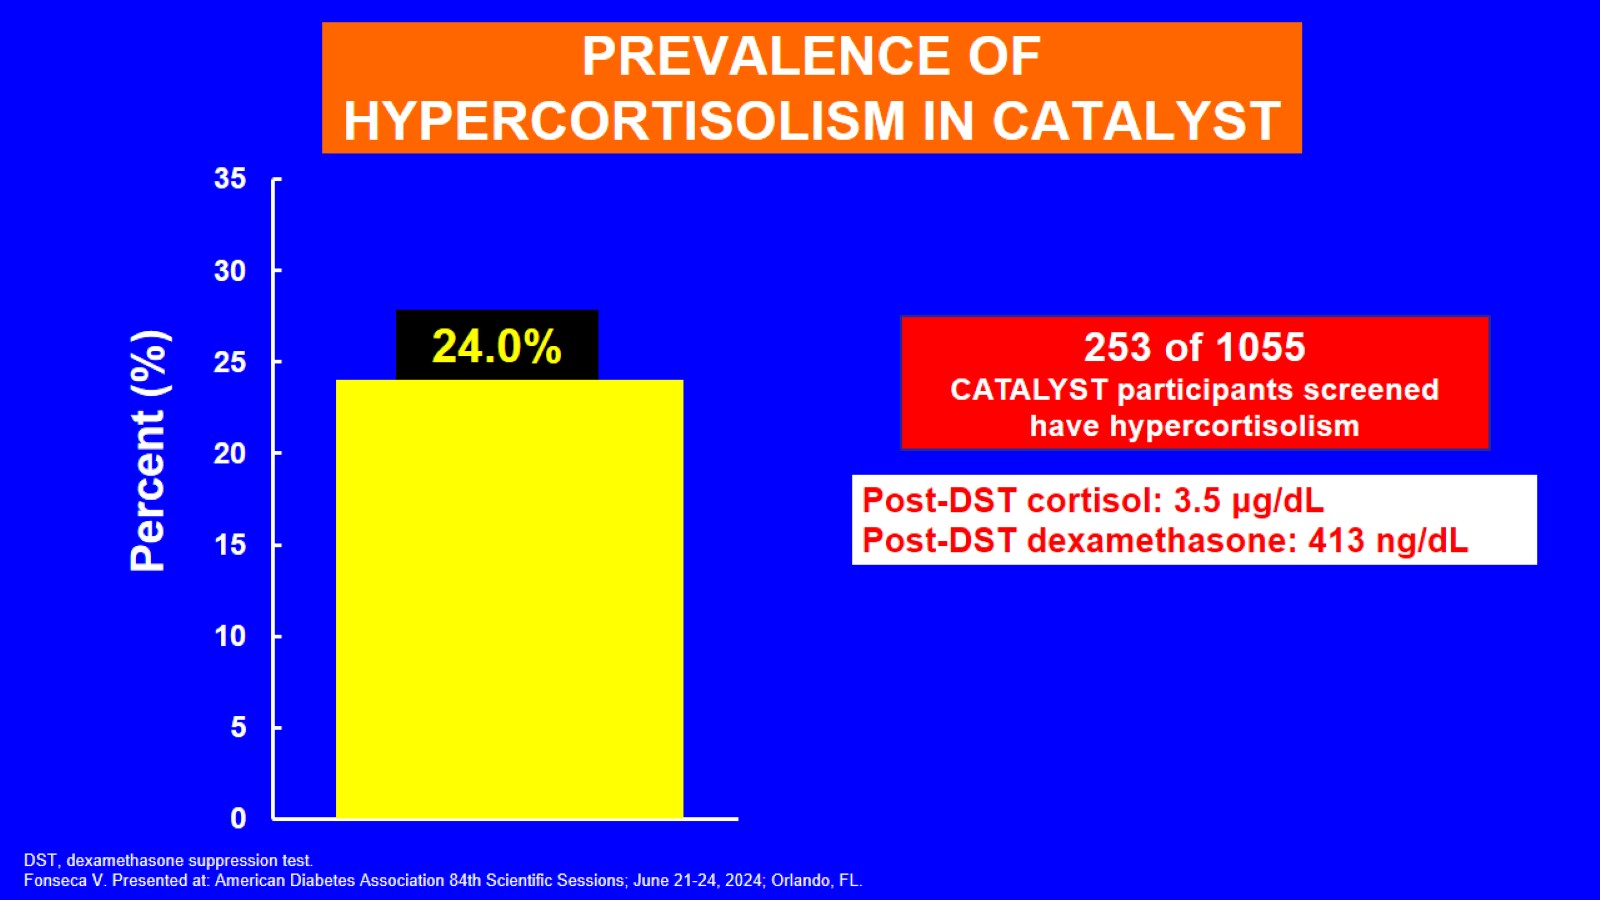 PREVALENCE OF
HYPERCORTISOLISM IN CATALYST
35
30
25
20
15
10
5
0
Percent (%)
24.0%
253 of 1055
CATALYST participants screened
have hypercortisolism
Post-DST cortisol: 3.5 μg/dL
Post-DST dexamethasone: 413 ng/dL
DST, dexamethasone suppression test.
Fonseca V. Presented at: American Diabetes Association 84th Scientific Sessions; June 21-24, 2024; Orlando, FL.